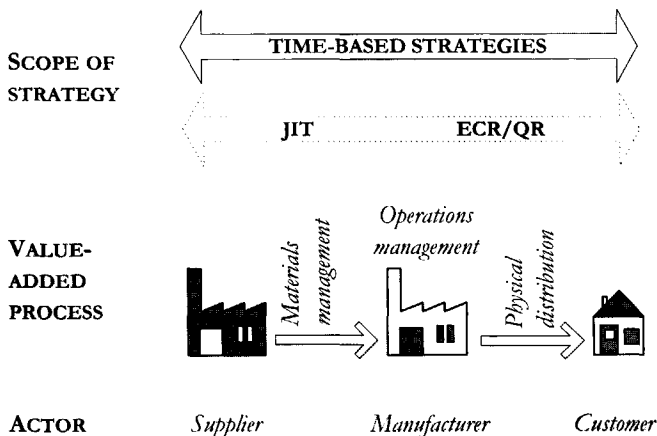 TIME-BASED STRATEGIES
SCOPE OF
STRATEGY
JIT
ECR/QR
Operations
management
Materials
management
Physical
distribution
VALUE-
ADDED
PROCESS
ACTOR
Supplier
Manufacturer
Customer